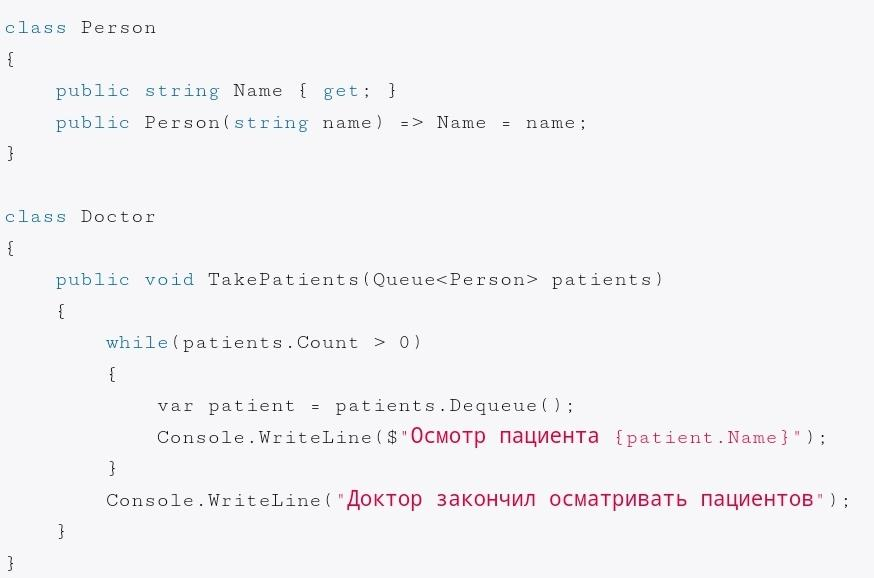 class Person
{
    public string Name { get; }
    public Person(string name) => Name = name;
}

class Doctor
{
    public void TakePatients(Queue<Person> patients)
    {
        while(patients.Count > 0)
        {
            var patient = patients.Dequeue();
            Console.WriteLine($"Осмотр пациента {patient.Name}");
        }
        Console.WriteLine("Доктор закончил осматривать пациентов");
    }
}